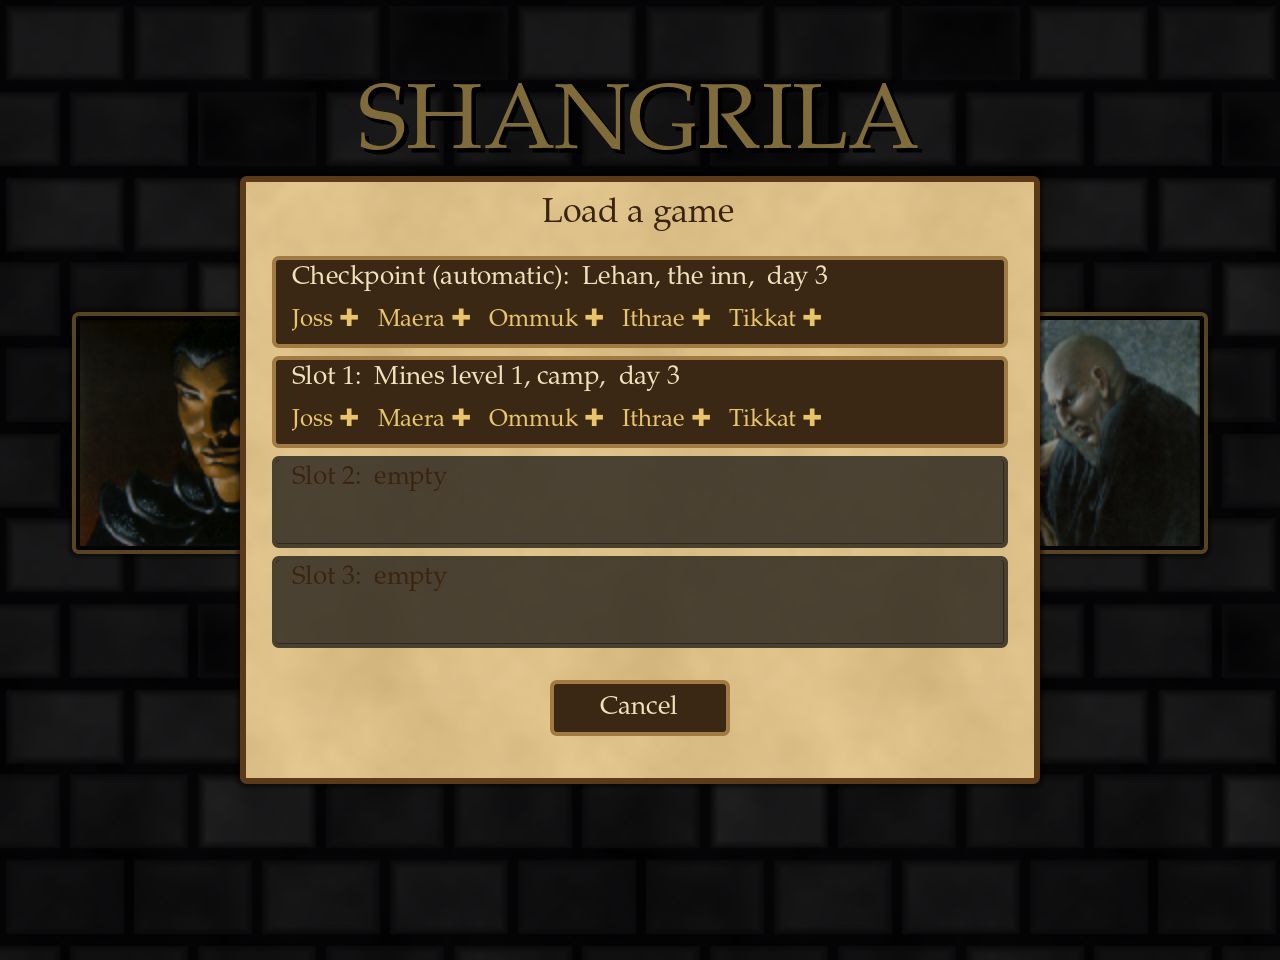 SHANGRILA
Load a game
Checkpoint (automatic):  Lehan, the inn,  day 3
Joss ✚  Maera ✚  Ommuk ✚  Ithrae ✚  Tikkat ✚
Slot 1:  Mines level 1, camp,  day 3
Joss ✚  Maera ✚  Ommuk ✚  Ithrae ✚  Tikkat ✚
Slot 2:  empty
Slot 3:  empty
Cancel